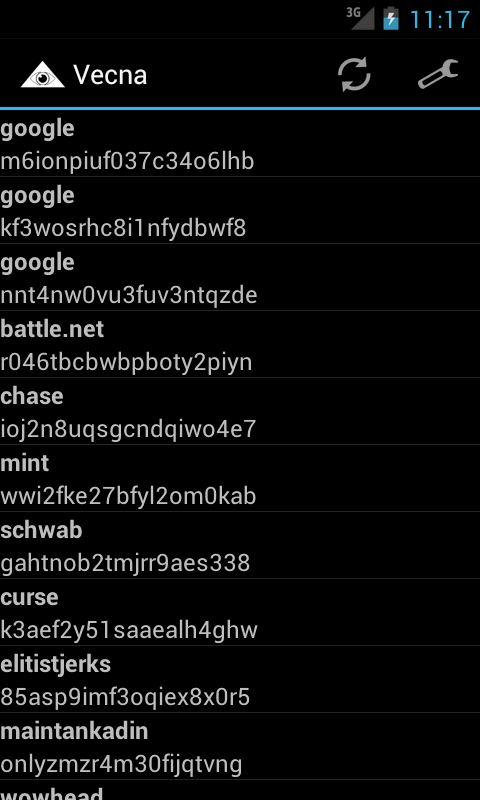 3G 11:17
Vecna
google
m6ionpiuf037c34o6lhb
google
kf3wosrhc8i1nfydbwf8
google
nnt4nw0vu3fuv3ntqzde
battle.net
r046tbcbwbpboty2piyn
chase
ioj2n8uqsgcndqiwo4e7
mint
wwi2fke27bfyl2om0kab
schwab
gahtnob2tmjrr9aes338
curse
k3aef2y51saaealh4ghw
elitistjerks
85asp9imf3oqiex8x0r5
maintankadin
onlyzmzr4m30fijqtvng
wowhead